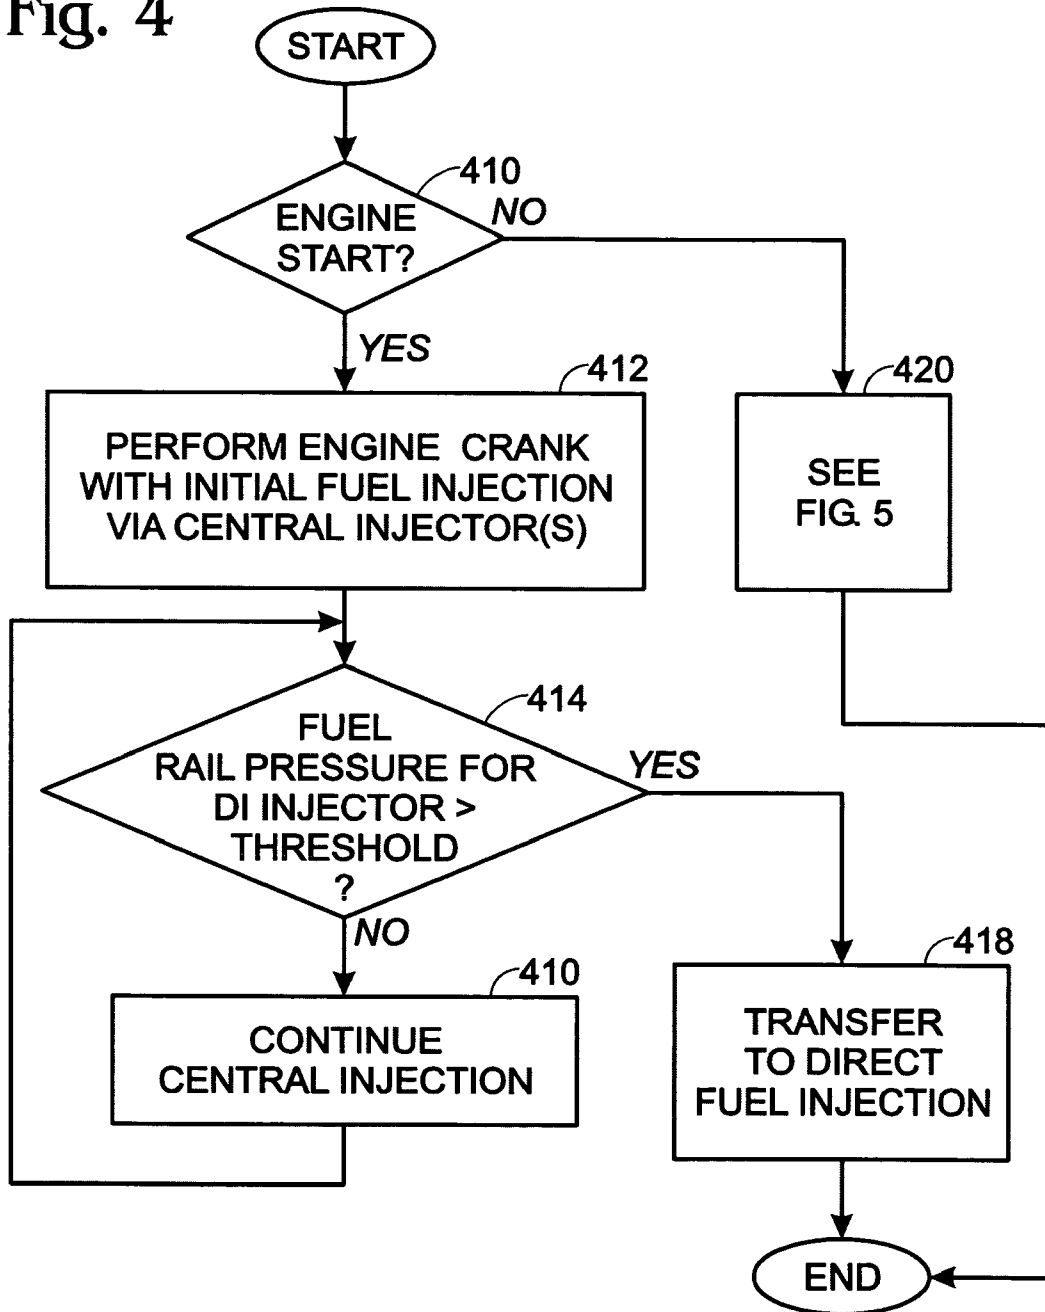 Fig. 4
START
410
ENGINE
START?
NO
YES
412
PERFORM ENGINE CRANK
WITH INITIAL FUEL INJECTION
VIA CENTRAL INJECTOR(S)
420
SEE
FIG. 5
414
FUEL
RAIL PRESSURE FOR
DI INJECTOR >
THRESHOLD
?
YES
NO
410
CONTINUE
CENTRAL INJECTION
418
TRANSFER
TO DIRECT
FUEL INJECTION
END